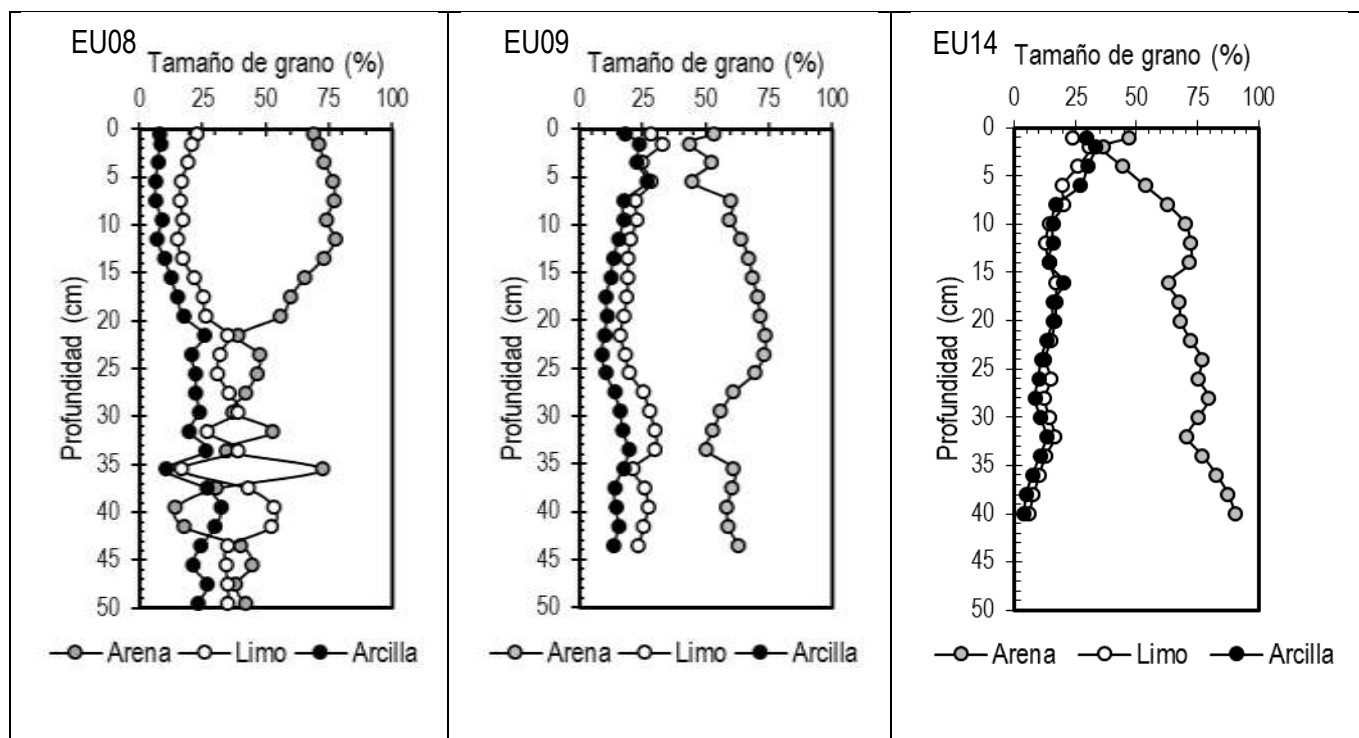 EU08
Tamaño de grano (%)
0 25 50 75 100
0
5
10
15
20
25
30
35
40
45
50
Profundidad (cm)
Arena Limo Arcilla
EU09
Tamaño de grano (%)
0 25 50 75 100
0
5
10
15
20
25
30
35
40
45
50
Profundidad (cm)
Arena Limo Arcilla
EU14
Tamaño de grano (%)
0 25 50 75 100
0
5
10
15
20
25
30
35
40
45
50
Profundidad (cm)
Arena Limo Arcilla